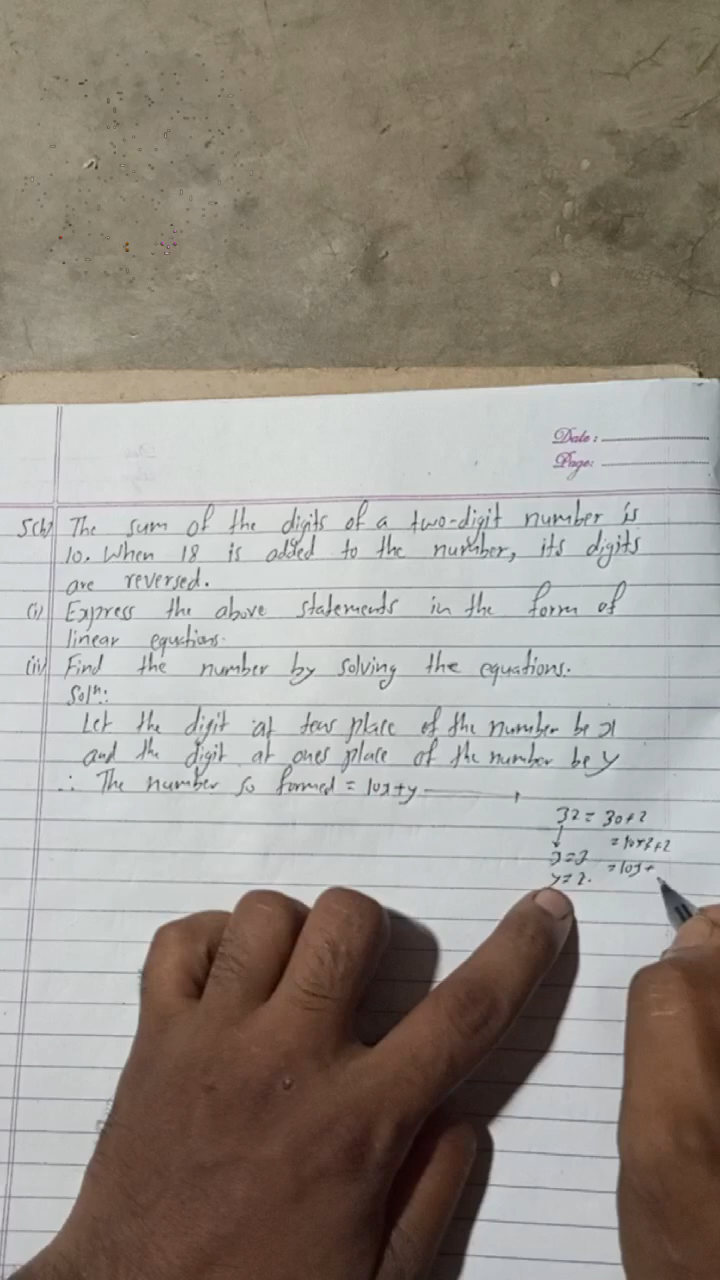 Date:
Page:
5(b) The sum of the digits of a two-digit number is
10. When 18 is added to the number, its digits
are reversed.
(i) Express the above statements in the form of
linear equations.
(ii) Find the number by solving the equations.
Solⁿ:
Let the digit at tens place of the number be x
and the digit at ones place of the number be y
∴ The number so formed = 10x+y
32 = 30+2
= 10×3+2
x=3
= 10x+
y=2.